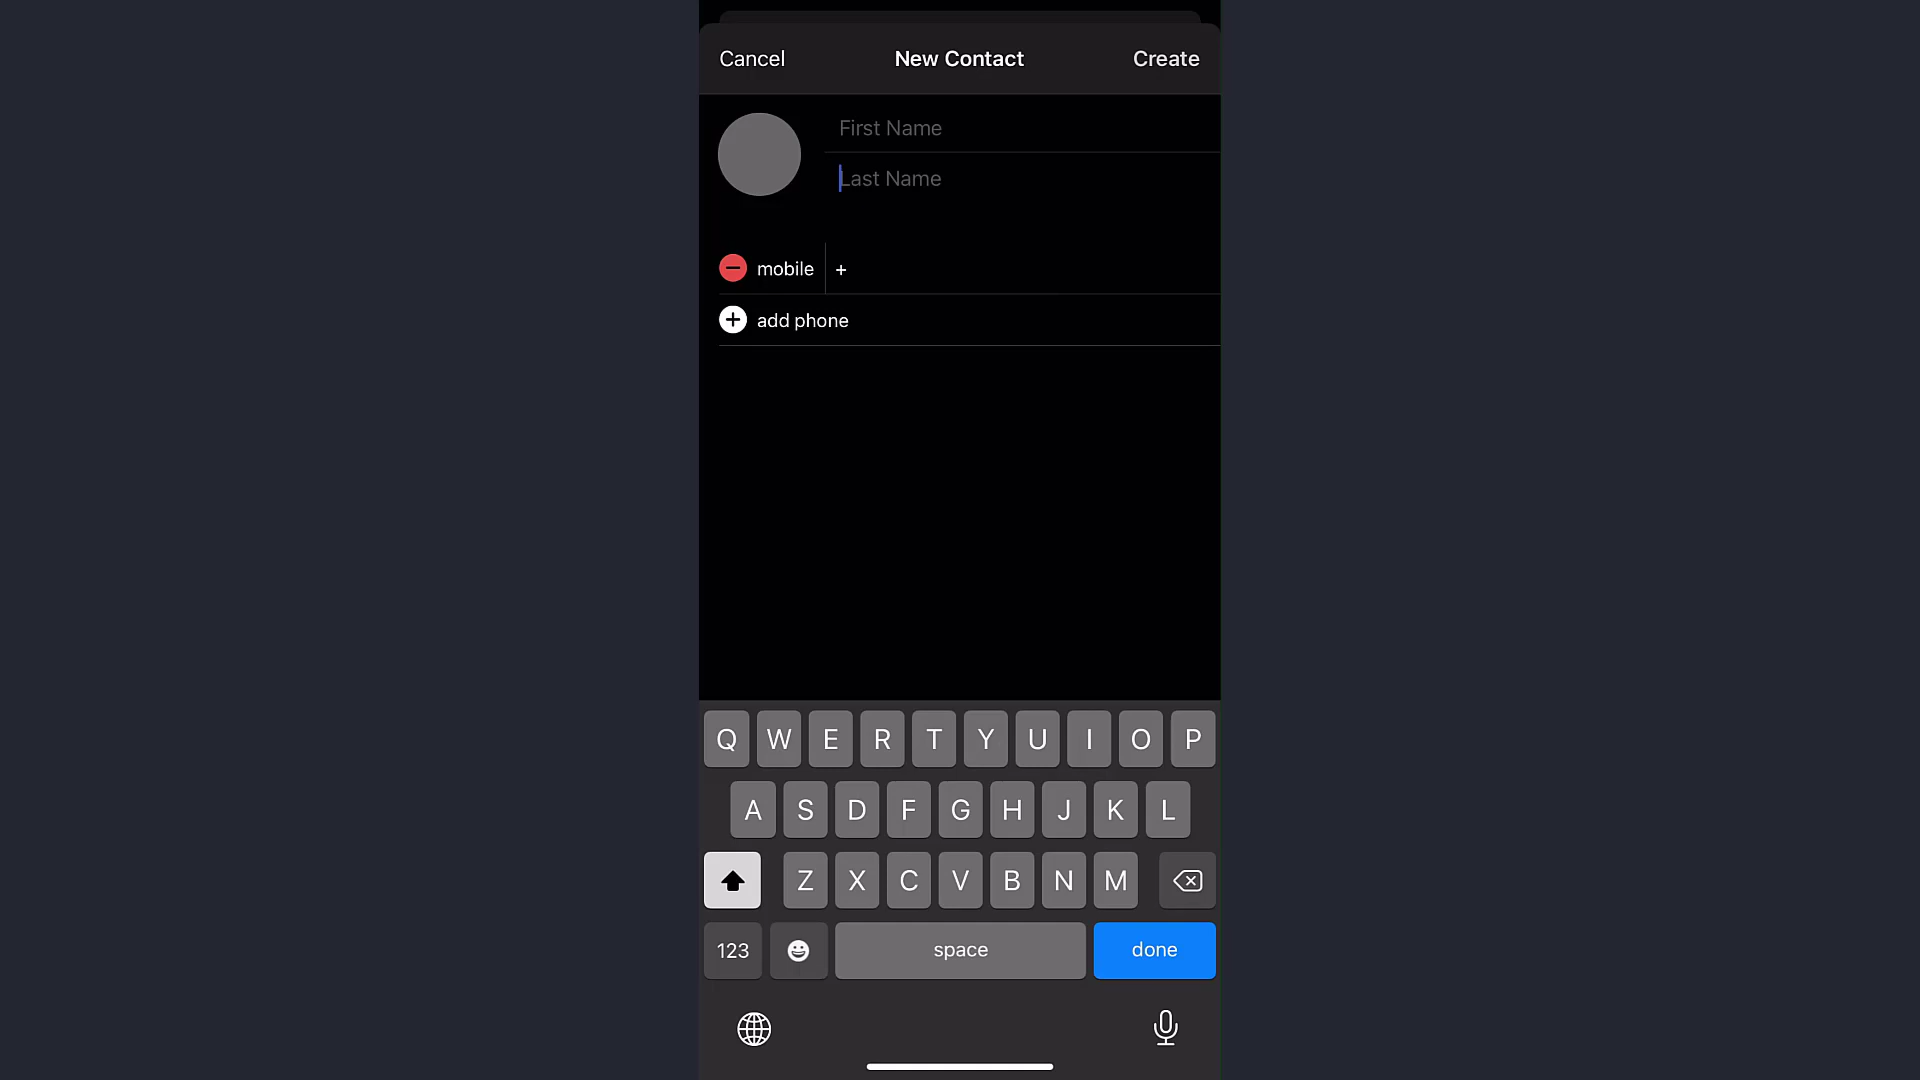 Cancel New Contact Create
First Name
Last Name
mobile +
add phone
Q W E R T Y U I O P
A S D F G H J K L
Z X C V B N M
123 space done